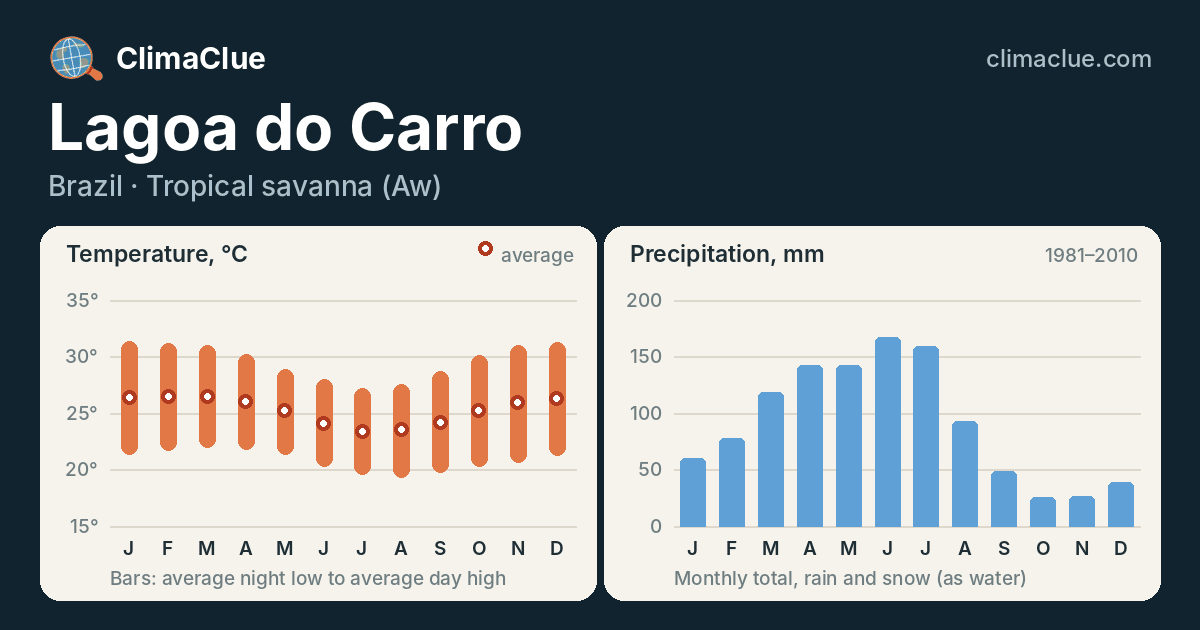 ClimaClue
climaclue.com
Lagoa do Carro
Brazil · Tropical savanna (Aw)
Temperature, °C
average
35°
30°
25°
20°
15°
J F M A M J J A S O N D
Bars: average night low to average day high
Precipitation, mm
1981–2010
200
150
100
50
0
J F M A M J J A S O N D
Monthly total, rain and snow (as water)